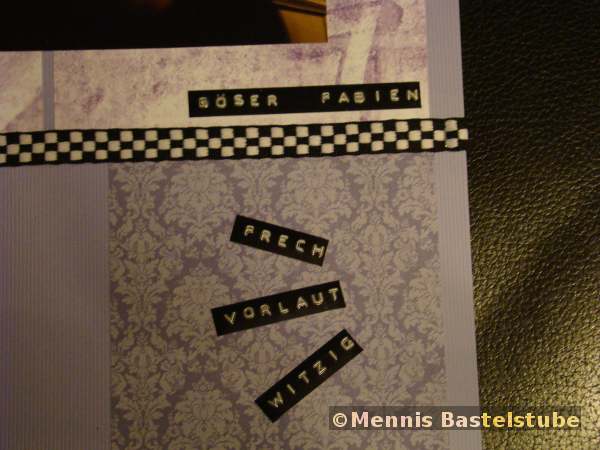 BÖSER FABIEN
FRECH
VORLAUT
WITZIG
©Mennis Bastelstube